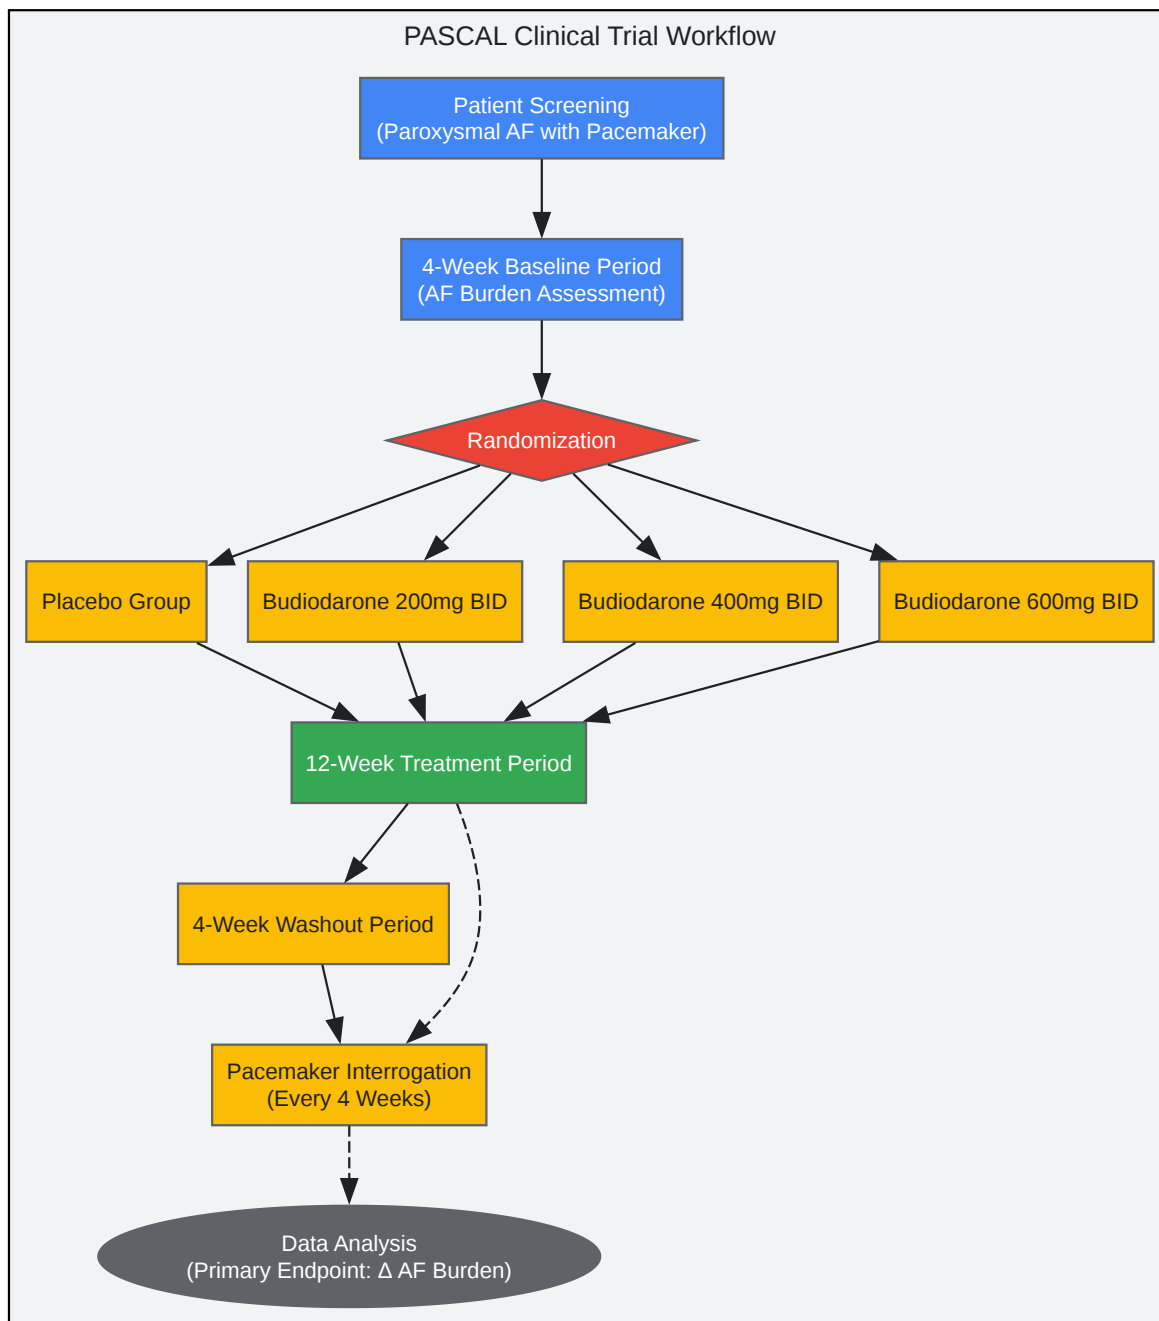 PASCAL Clinical Trial Workflow
Patient Screening
(Paroxysmal AF with Pacemaker)
4-Week Baseline Period
(AF Burden Assessment)
Randomization
Placebo Group
Budiodarone 200mg BID
Budiodarone 400mg BID
Budiodarone 600mg BID
12-Week Treatment Period
4-Week Washout Period
Pacemaker Interrogation
(Every 4 Weeks)
Data Analysis
(Primary Endpoint: Δ AF Burden)